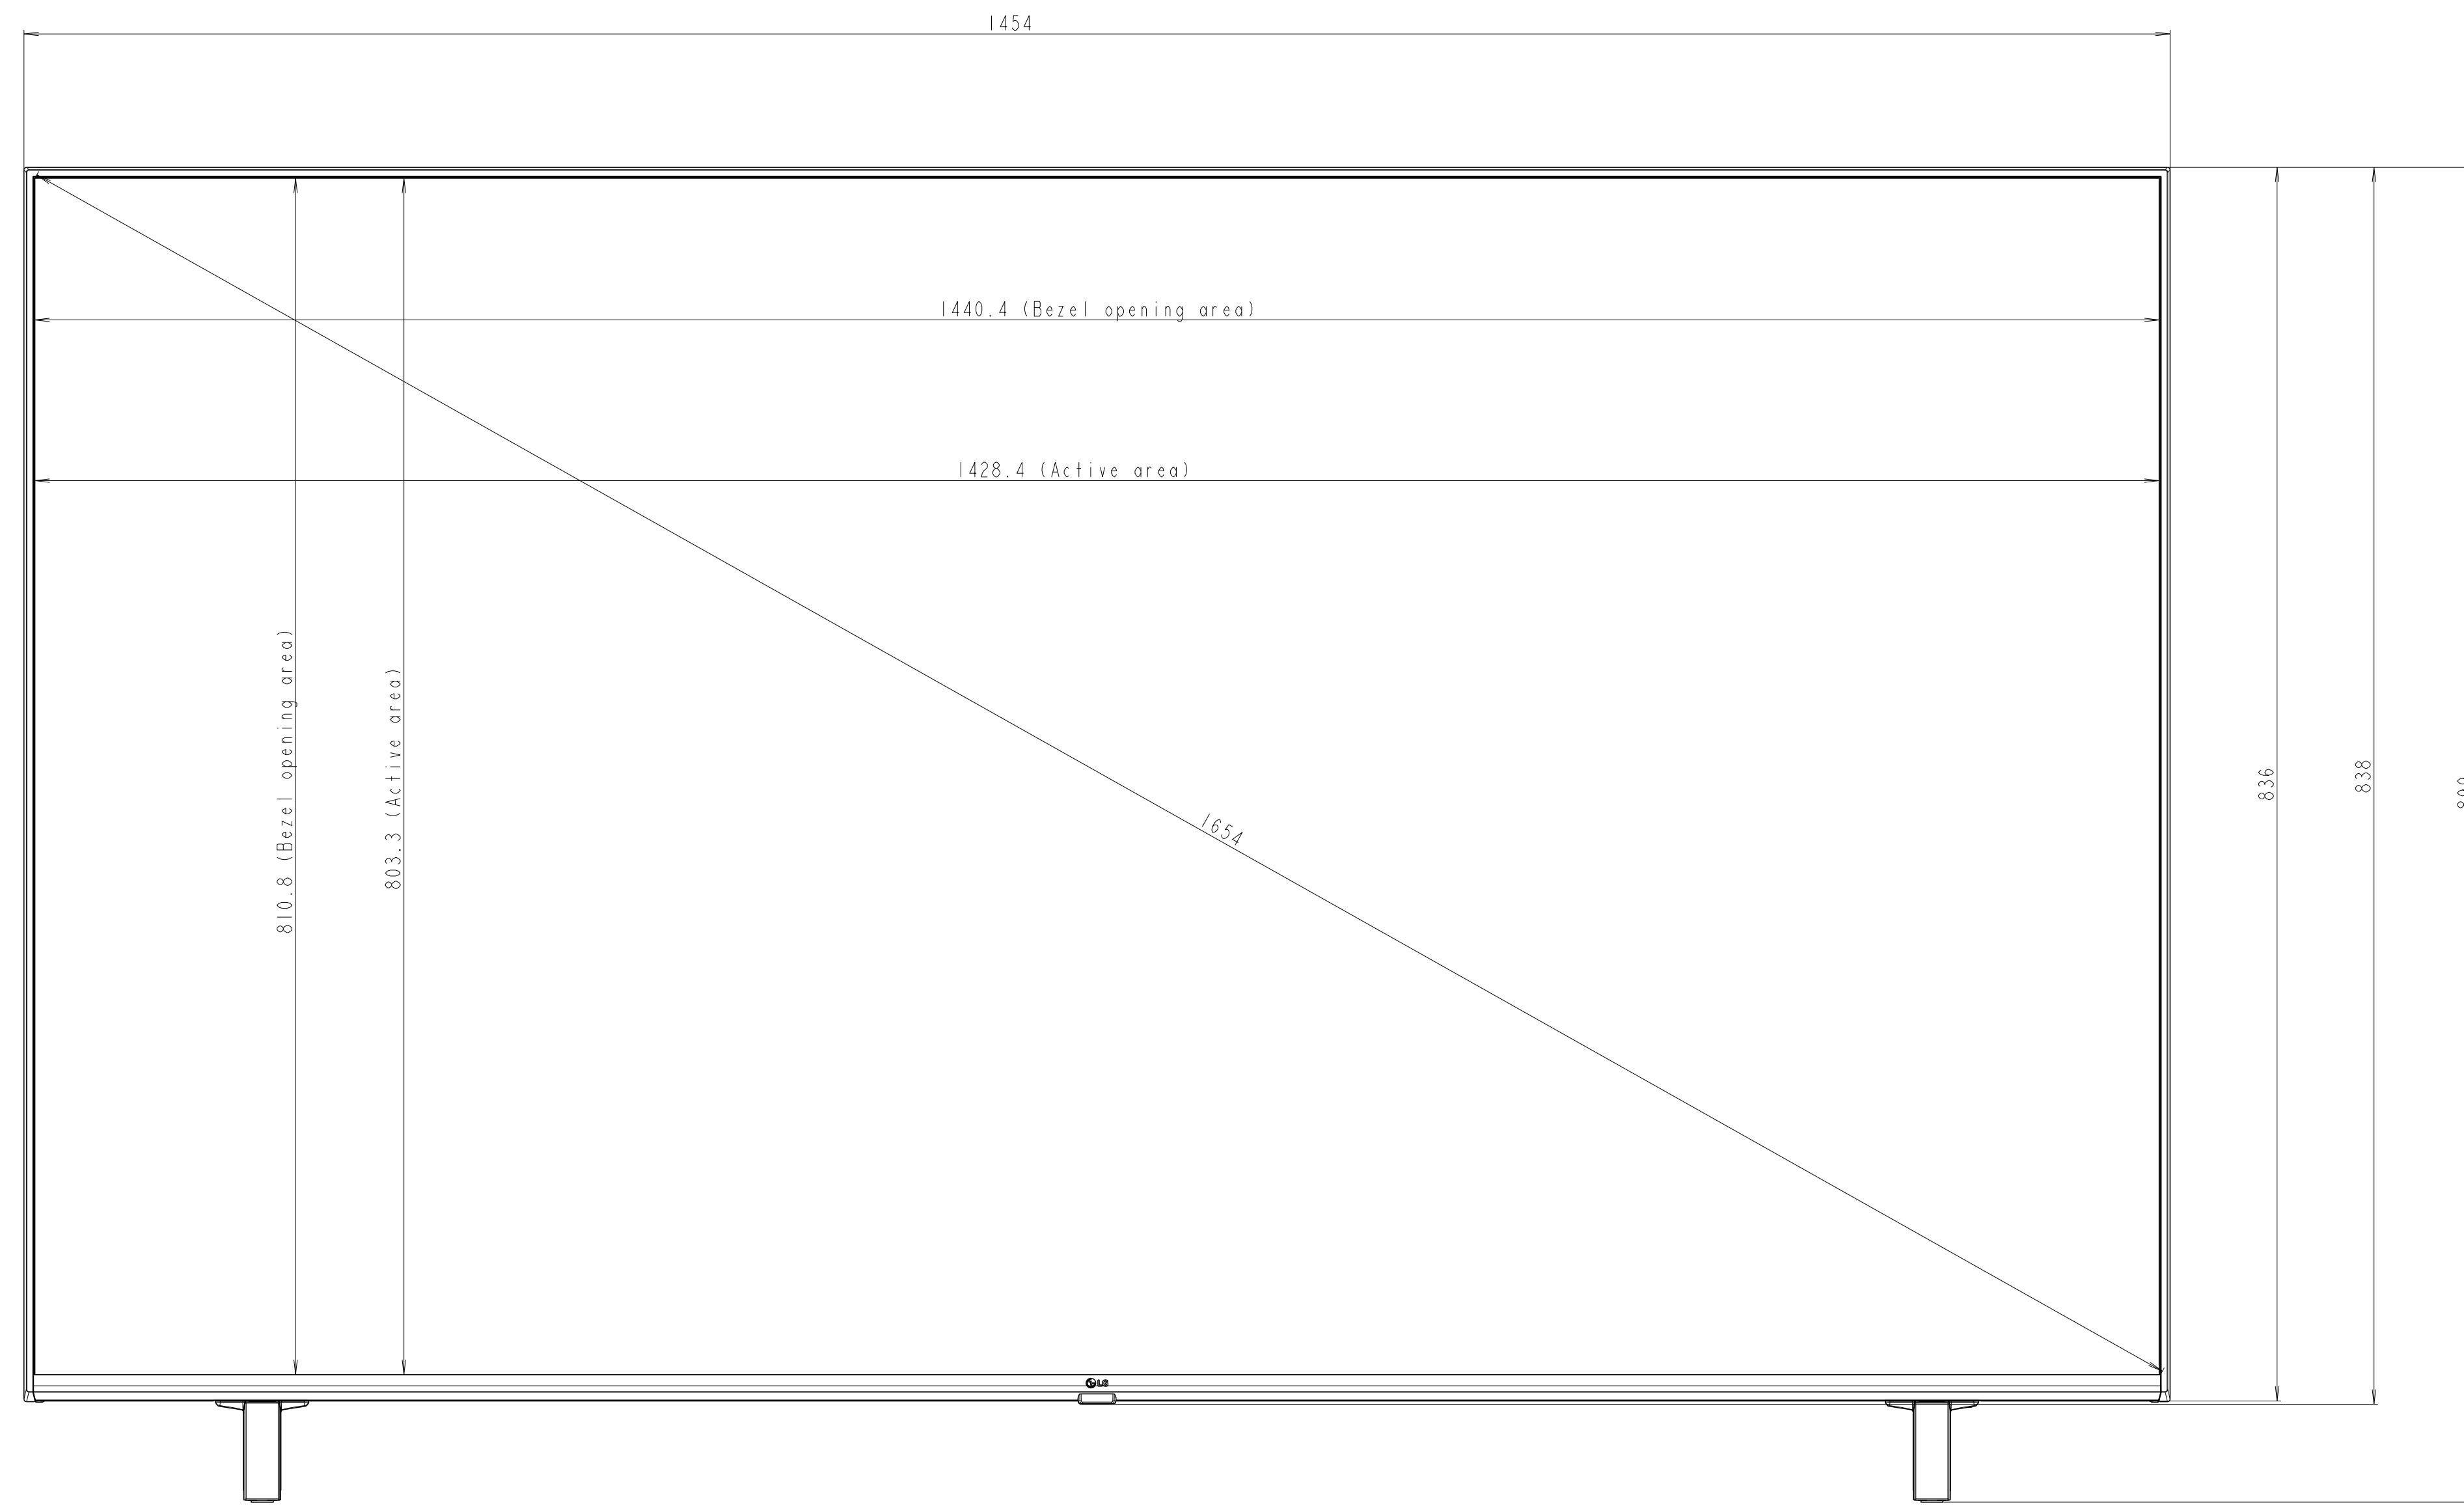 1454
1440.4 (Bezel opening area)
1428.4 (Active area)
810.8 (Bezel opening area)
803.3 (Active area)
1654
836
838
LG